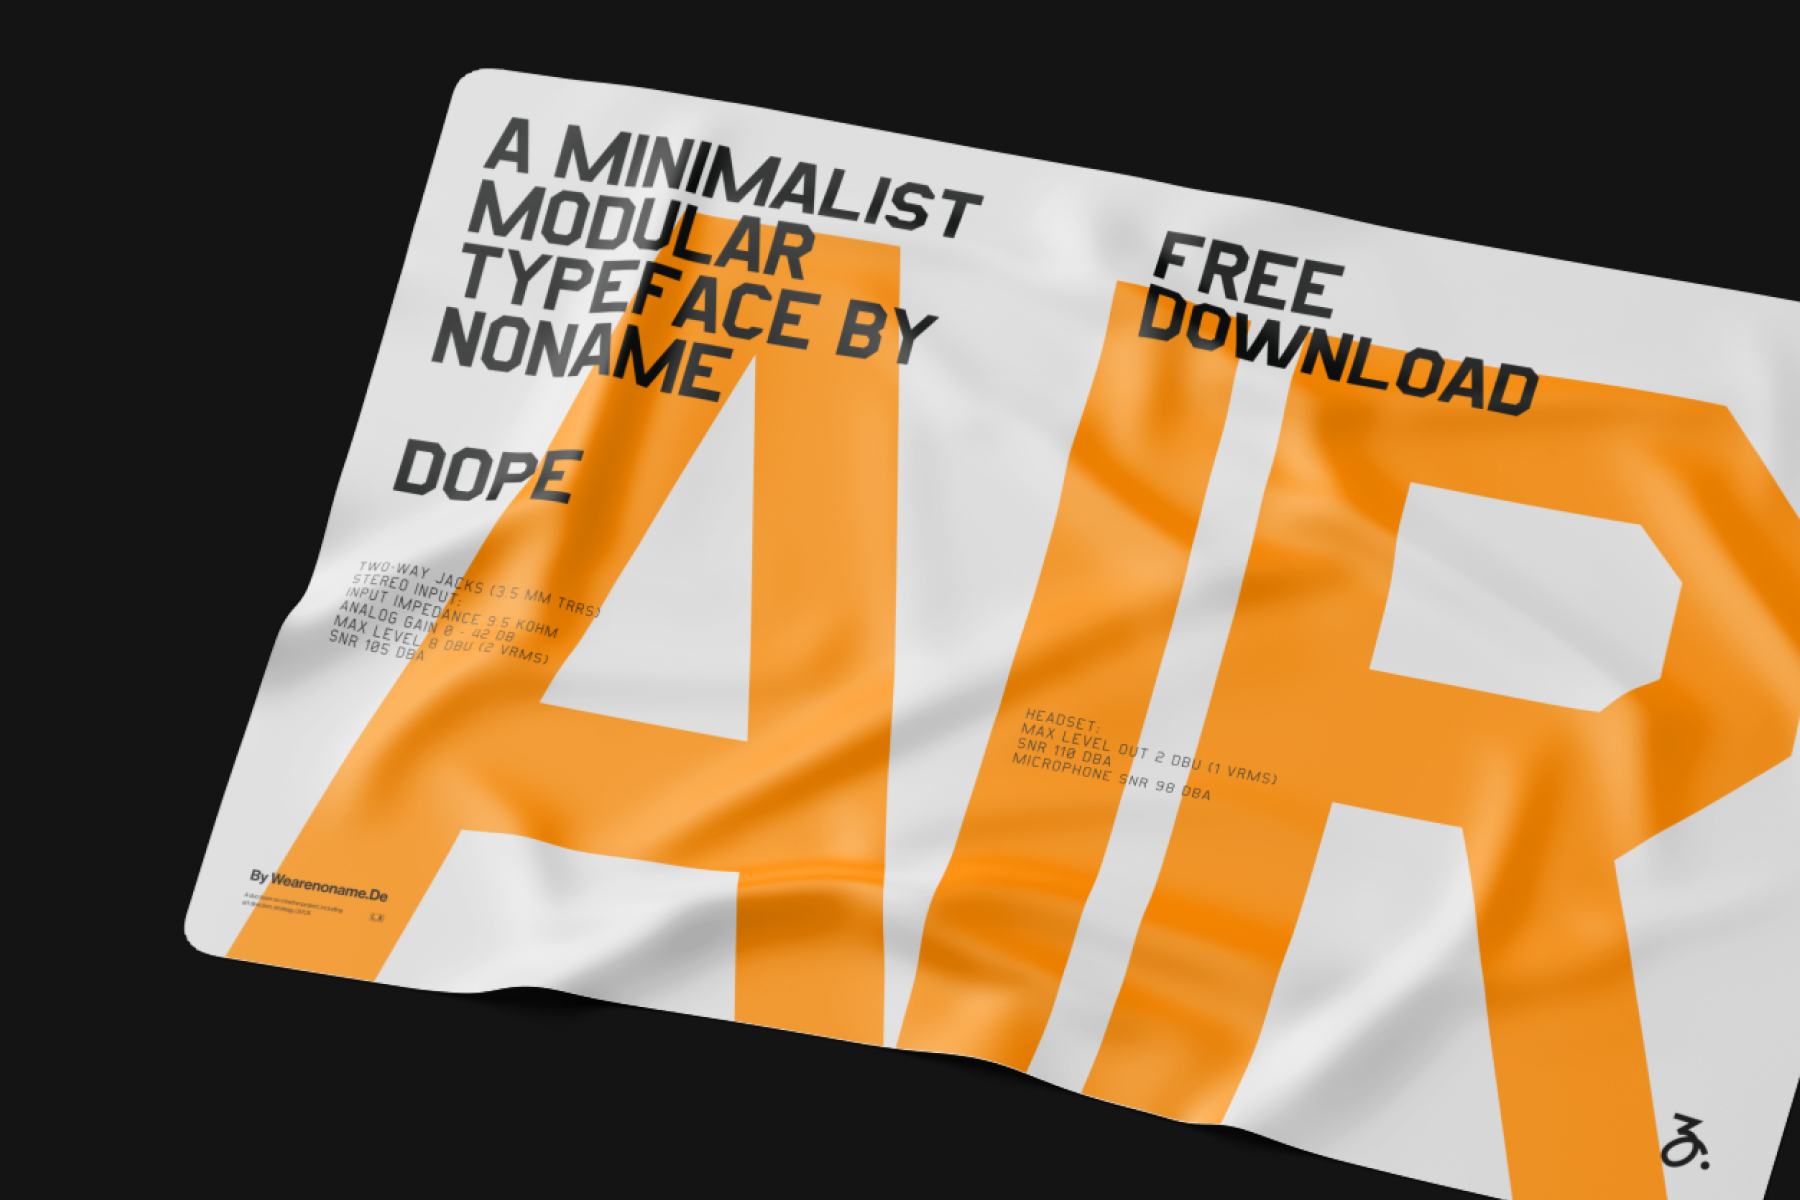 A MINIMALIST
MODULAR
TYPEFACE BY
NONAME
DOPE
FREE
DOWNLOAD
AIR
TWO-WAY JACKS (3.5 MM TRRS)
STEREO INPUT:
INPUT IMPEDANCE 9.5 KOHM
ANALOG GAIN 0 - 42 DB
MAX LEVEL 8 DBU (2 VRMS)
SNR 105 DBA
HEADSET:
MAX LEVEL OUT 2 DBU (1 VRMS)
SNR 110 DBA
MICROPHONE SNR 98 DBA
By Wearenoname.De